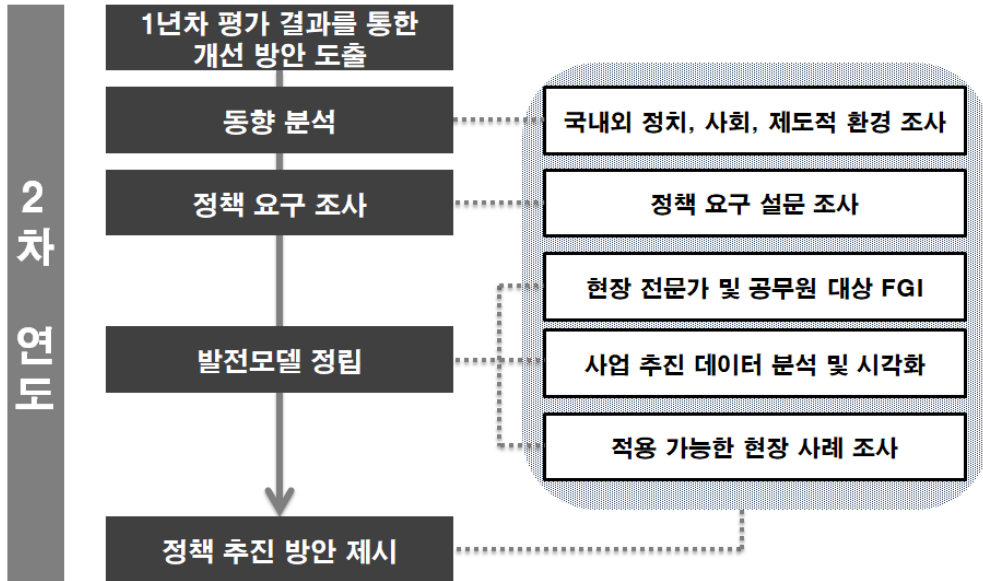 2차 연도
1년차 평가 결과를 통한
개선 방안 도출
동향 분석
국내외 정치, 사회, 제도적 환경 조사
정책 요구 조사
정책 요구 설문 조사
발전모델 정립
현장 전문가 및 공무원 대상 FGI
사업 추진 데이터 분석 및 시각화
적용 가능한 현장 사례 조사
정책 추진 방안 제시